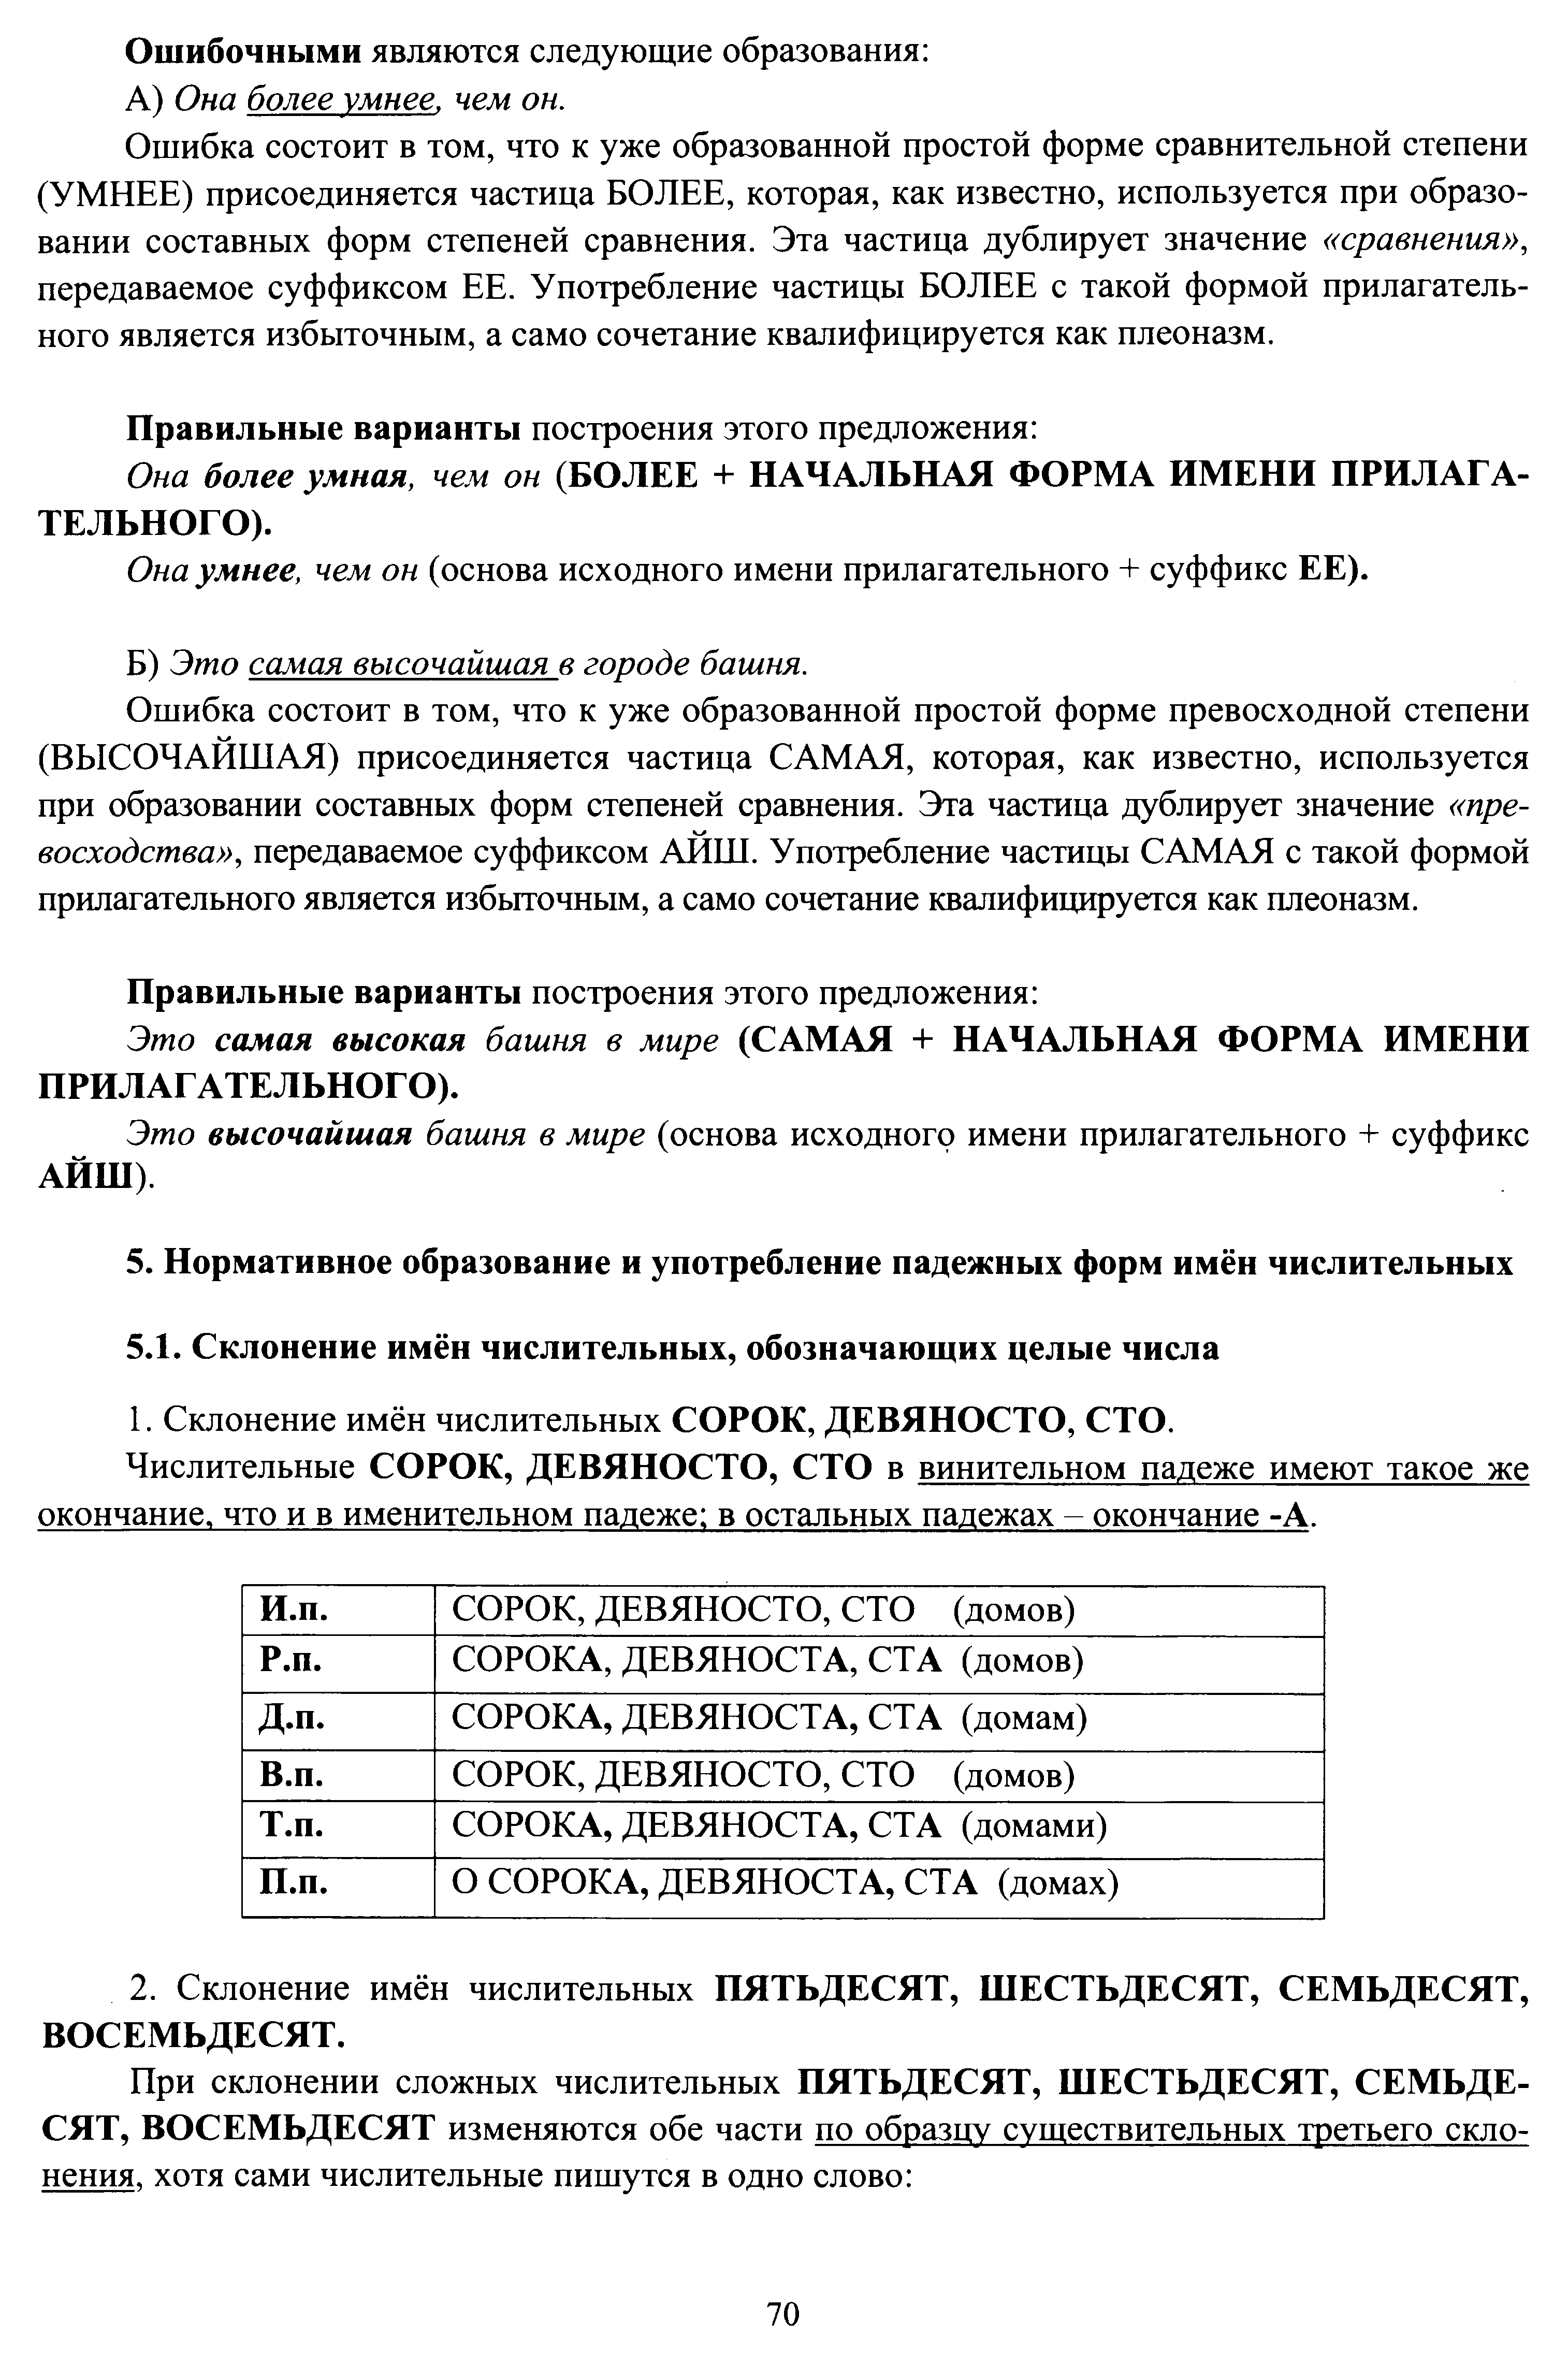 Ошибочными являются следующие образования:
А) Она более умнее, чем он.
Ошибка состоит в том, что к уже образованной простой форме сравнительной степени
(УМНЕЕ) присоединяется частица БОЛЕЕ, которая, как известно, используется при образо-
вании составных форм степеней сравнения. Эта частица дублирует значение «сравнения»,
передаваемое суффиксом ЕЕ. Употребление частицы БОЛЕЕ с такой формой прилагатель-
ного является избыточным, а само сочетание квалифицируется как плеоназм.
Правильные варианты построения этого предложения:
Она более умная, чем он (БОЛЕЕ + НАЧАЛЬНАЯ ФОРМА ИМЕНИ ПРИЛАГА-
ТЕЛЬНОГО).
Она умнее, чем он (основа исходного имени прилагательного + суффикс ЕЕ).
Б) Это самая высочайшая в городе башня.
Ошибка состоит в том, что к уже образованной простой форме превосходной степени
(ВЫСОЧАЙШАЯ) присоединяется частица САМАЯ, которая, как известно, используется
при образовании составных форм степеней сравнения. Эта частица дублирует значение «пре-
восходства», передаваемое суффиксом АЙШ. Употребление частицы САМАЯ с такой формой
прилагательного является избыточным, а само сочетание квалифицируется как плеоназм.
Правильные варианты построения этого предложения:
Это самая высокая башня в мире (САМАЯ + НАЧАЛЬНАЯ ФОРМА ИМЕНИ
ПРИЛАГАТЕЛЬНОГО).
Это высочайшая башня в мире (основа исходного имени прилагательного + суффикс
АЙШ).
5. Нормативное образование и употребление падежных форм имён числительных
5.1. Склонение имён числительных, обозначающих целые числа
1. Склонение имён числительных СОРОК, ДЕВЯНОСТО, СТО.
Числительные СОРОК, ДЕВЯНОСТО, СТО в винительном падеже имеют такое же
окончание, что и в именительном падеже; в остальных падежах – окончание -А.
И.п. СОРОК, ДЕВЯНОСТО, СТО (домов)
Р.п. СОРОКА, ДЕВЯНОСТА, СТА (домов)
Д.п. СОРОКА, ДЕВЯНОСТА, СТА (домам)
В.п. СОРОК, ДЕВЯНОСТО, СТО (домов)
Т.п. СОРОКА, ДЕВЯНОСТА, СТА (домами)
П.п. О СОРОКА, ДЕВЯНОСТА, СТА (домах)
2. Склонение имён числительных ПЯТЬДЕСЯТ, ШЕСТЬДЕСЯТ, СЕМЬДЕСЯТ,
ВОСЕМЬДЕСЯТ.
При склонении сложных числительных ПЯТЬДЕСЯТ, ШЕСТЬДЕСЯТ, СЕМЬДЕ-
СЯТ, ВОСЕМЬДЕСЯТ изменяются обе части по образцу существительных третьего скло-
нения, хотя сами числительные пишутся в одно слово:
70